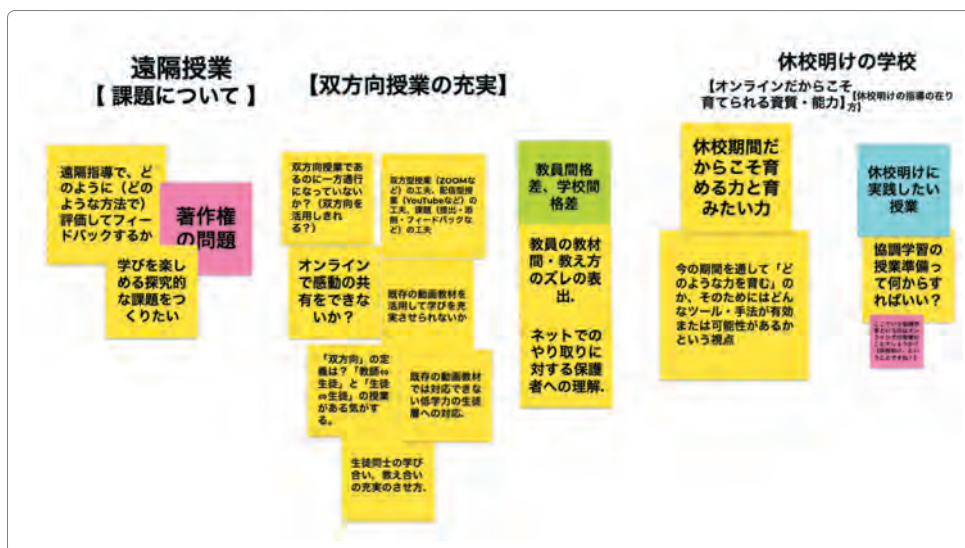 遠隔授業
【 課題について 】
遠隔指導で、ど
のように（どの
ような方法で）
評価してフィー
ドバックするか
著作権
の問題
学びを楽し
める探究的
な課題をつ
くりたい
【双方向授業の充実】
双方向授業であ
るのに一方通行
になっていない
か？（双方向を
活用しきれ
る？）
双方型授業（ZOOMな
ど）の工夫、配信型授
業（YouTubeなど）の
工夫、課題（提出・添
削・フィードバックな
ど）の工夫
オンライン
で感動の共
有をできな
いか？
既存の動画教材を
活用して学びを充
実させられないか
「双方向」の定
義は？「教師⇔
生徒」と「生徒
⇔生徒」の授業
がある気がす
る。
既存の動画教材
では対応できな
い低学力の生徒
層への対応.
生徒同士の学び
合い，教え合い
の充実のさせ方.
教員間格
差、学校間
格差
教員の教材
間・教え方
のズレの表
出.
ネットでの
やり取りに
対する保護
者への理解.
休校明けの学校
【オンラインだからこそ
育てられる資質・能力】
【休校明けの指導の在り
方】
休校期間だ
からこそ育
める力と育
みたい力
今の期間を通して「ど
のような力を育む」の
か、そのためにはどん
なツール・手法が有効
または可能性があるか
という視点
休校明けに
実践したい
授業
協調学習の
授業準備っ
て何からす
ればいい？